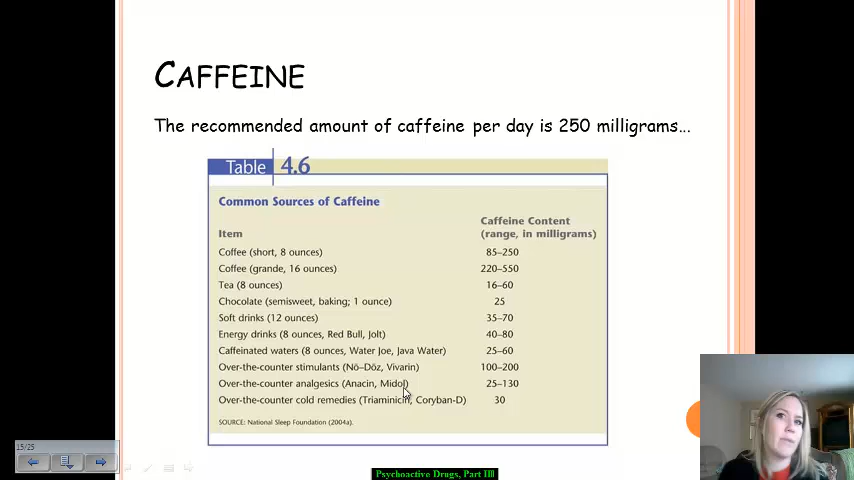 CAFFEINE
The recommended amount of caffeine per day is 250 milligrams...
Table 4.6
Common Sources of Caffeine
Item Caffeine Content (range, in milligrams)
Coffee (short, 8 ounces) 85–250
Coffee (grande, 16 ounces) 220–550
Tea (8 ounces) 16–60
Chocolate (semisweet, baking; 1 ounce) 25
Soft drinks (12 ounces) 35–70
Energy drinks (8 ounces, Red Bull, Jolt) 40–80
Caffeinated waters (8 ounces, Water Joe, Java Water) 25–60
Over-the-counter stimulants (Nō–Dōz, Vivarin) 100–200
Over-the-counter analgesics (Anacin, Midol) 25–130
Over-the-counter cold remedies (Triaminicin, Coryban-D) 30
SOURCE: National Sleep Foundation (2004a).
15/25
Psychoactive Drugs, Part III